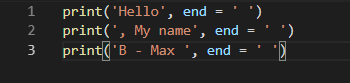 1 print('Hello', end = ' ')
2 print(', My name', end = ' ')
3 print('B - Max ', end = ' ')